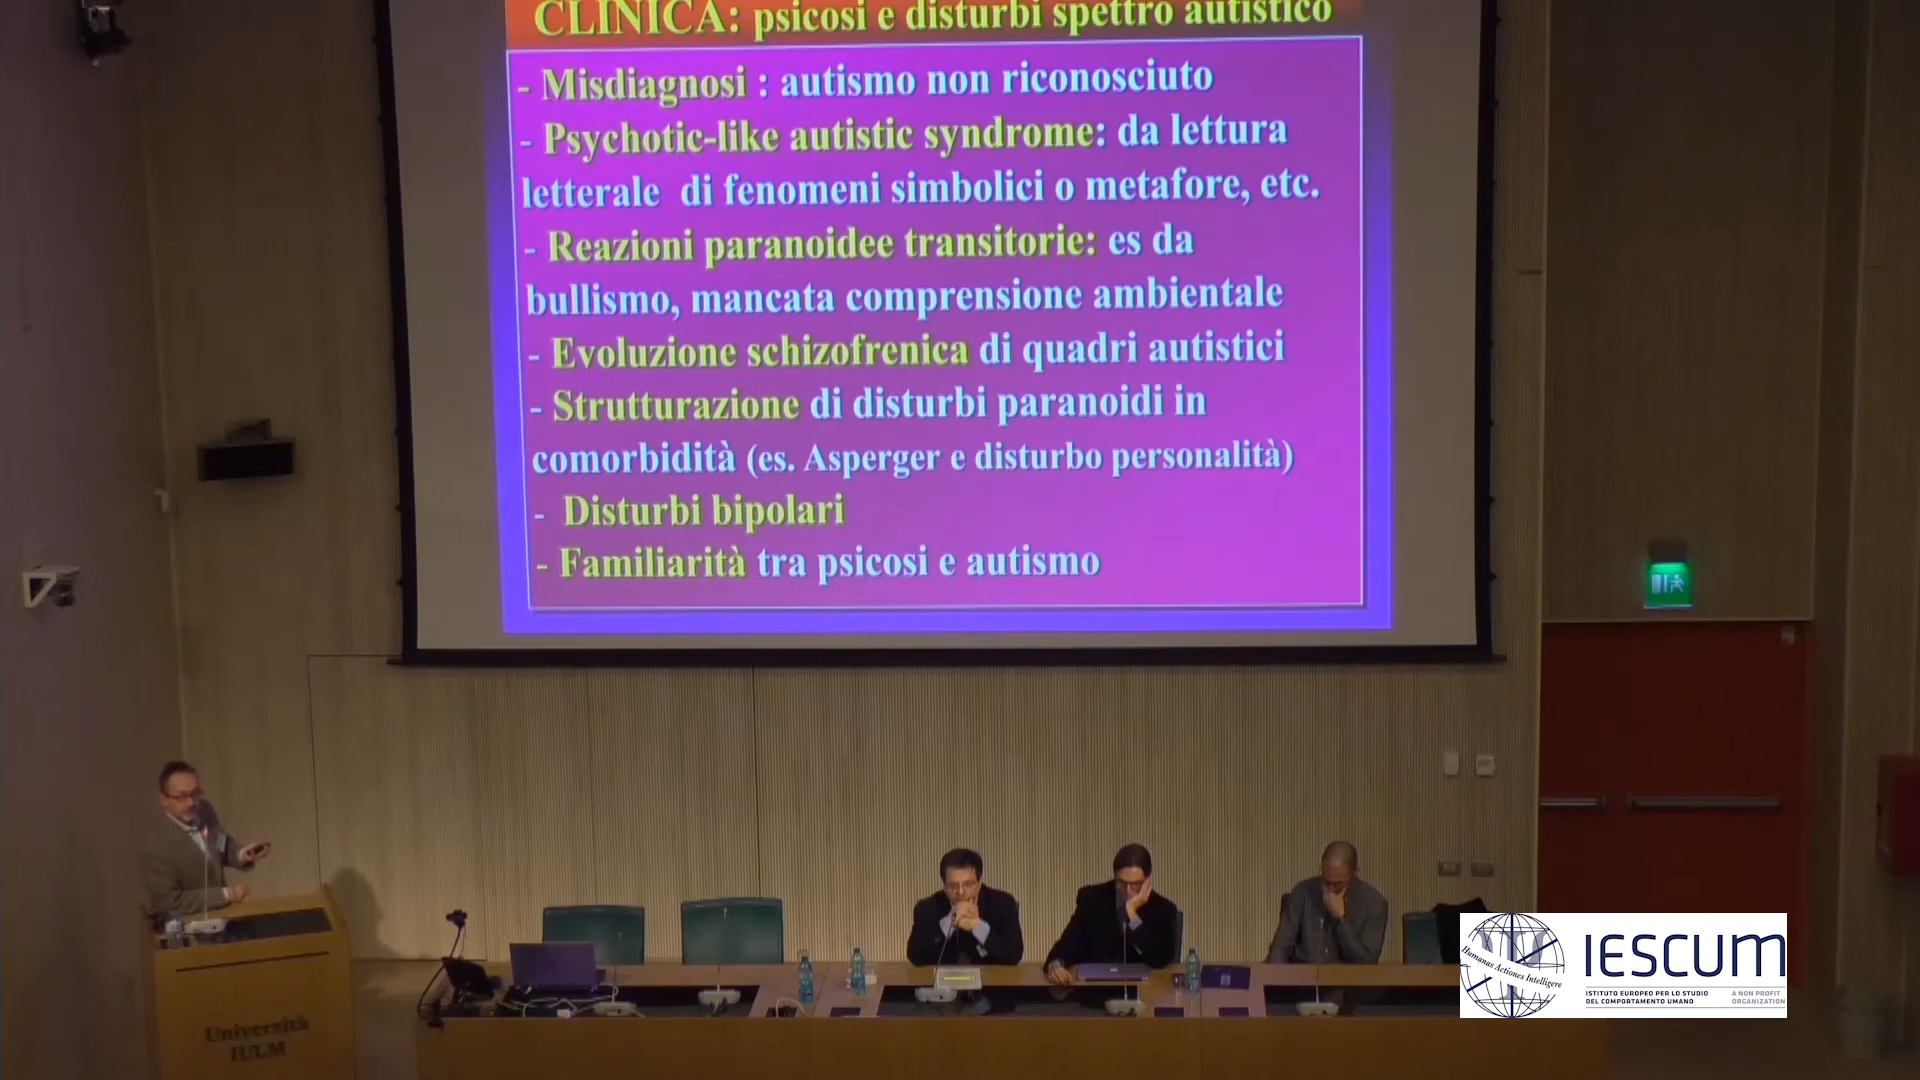 CLINICA: psicosi e disturbi spettro autistico
- Misdiagnosi : autismo non riconosciuto
- Psychotic-like autistic syndrome: da lettura
letterale di fenomeni simbolici o metafore, etc.
- Reazioni paranoidee transitorie: es da
bullismo, mancata comprensione ambientale
- Evoluzione schizofrenica di quadri autistici
- Strutturazione di disturbi paranoidi in
comorbidità (es. Asperger e disturbo personalità)
- Disturbi bipolari
- Familiarità tra psicosi e autismo
Università
IULM
Humanas Actiones Intelligere
IESCUM
ISTITUTO EUROPEO PER LO STUDIO
DEL COMPORTAMENTO UMANO
A NON PROFIT
ORGANIZATION